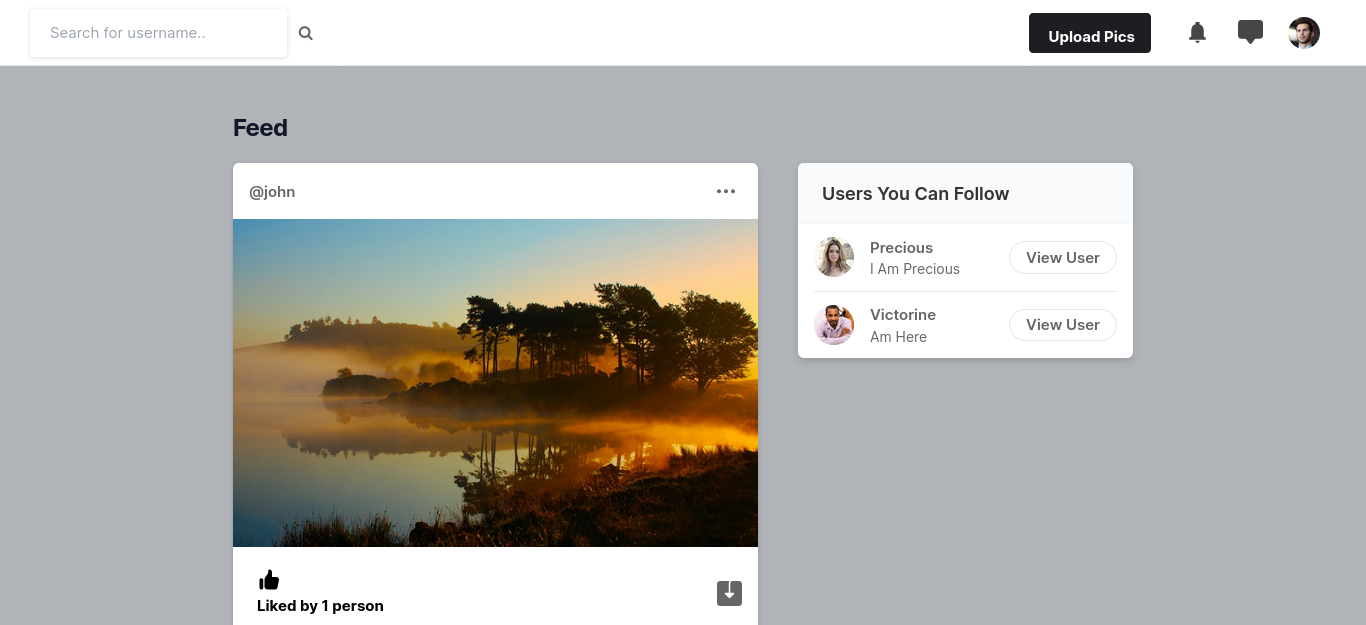 Search for username..
Upload Pics
Feed
@john
Users You Can Follow
Precious
I Am Precious
View User
Victorine
Am Here
View User
Liked by 1 person